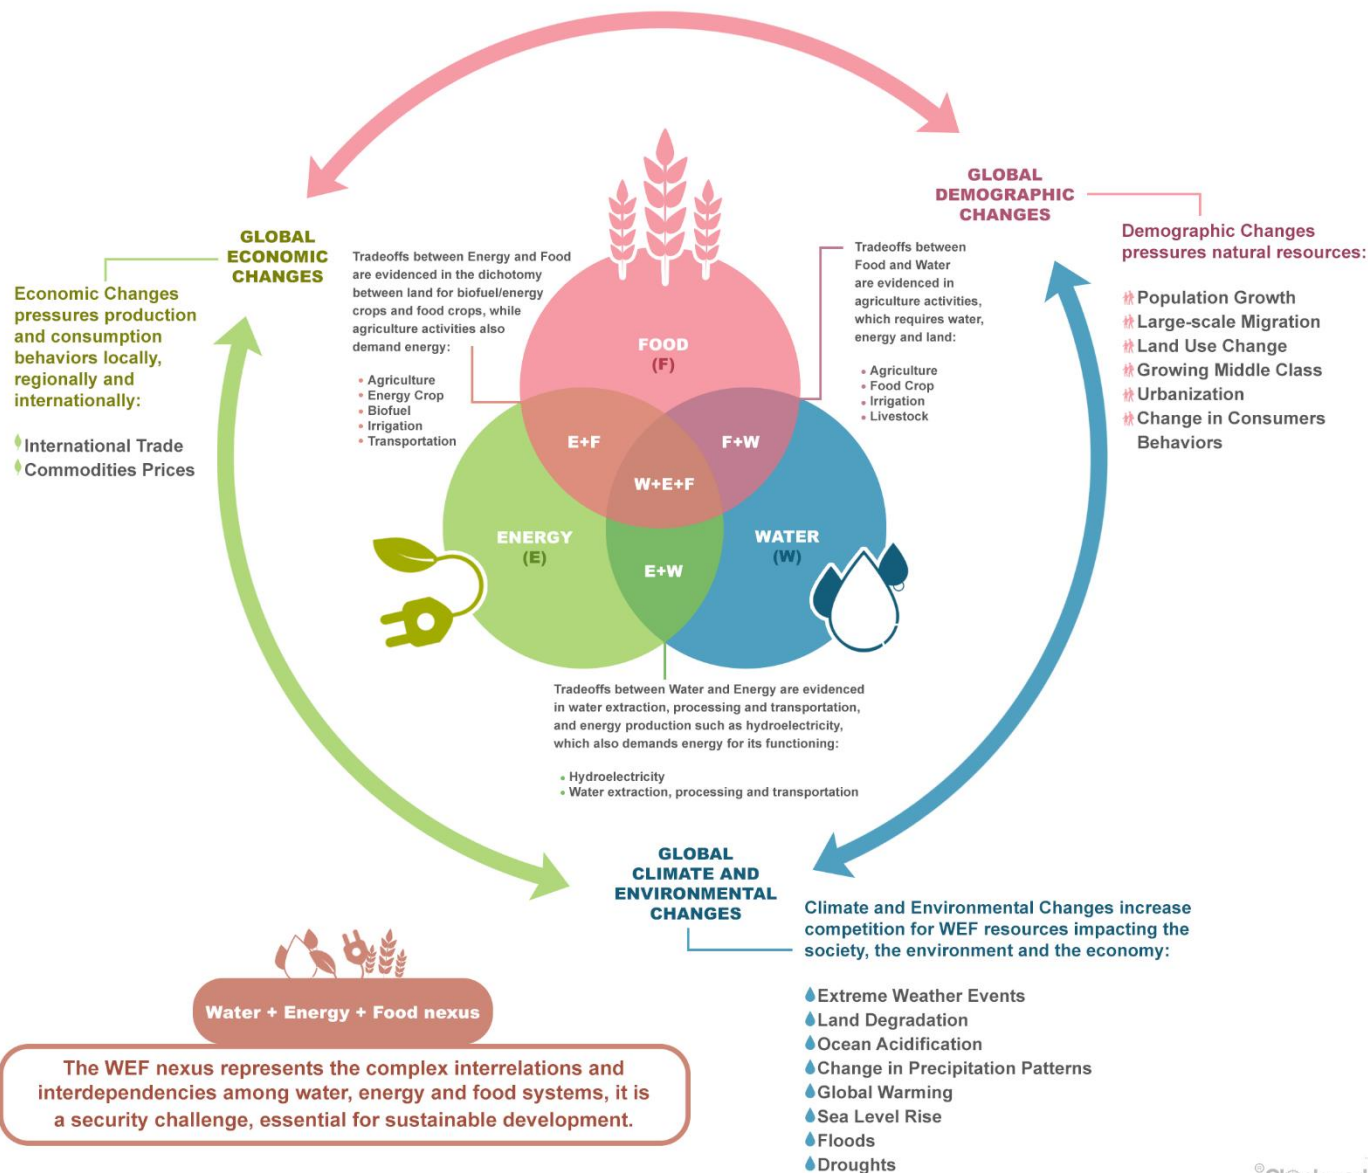 GLOBAL
ECONOMIC
CHANGES
Economic Changes
pressures production
and consumption
behaviors locally,
regionally and
internationally:
International Trade
Commodities Prices
Tradeoffs between Energy and Food
are evidenced in the dichotomy
between land for biofuel/energy
crops and food crops, while
agriculture activities also
demand energy:
• Agriculture
• Energy Crop
• Biofuel
• Irrigation
• Transportation
FOOD
(F)
E+F
F+W
W+E+F
ENERGY
(E)
WATER
(W)
E+W
Tradeoffs between
Food and Water
are evidenced in
agriculture activities,
which requires water,
energy and land:
• Agriculture
• Food Crop
• Irrigation
• Livestock
GLOBAL
DEMOGRAPHIC
CHANGES
Demographic Changes
pressures natural resources:
Population Growth
Large-scale Migration
Land Use Change
Growing Middle Class
Urbanization
Change in Consumers
Behaviors
Tradeoffs between Water and Energy are evidenced
in water extraction, processing and transportation,
and energy production such as hydroelectricity,
which also demands energy for its functioning:
• Hydroelectricity
• Water extraction, processing and transportation
GLOBAL
CLIMATE AND
ENVIRONMENTAL
CHANGES
Climate and Environmental Changes increase
competition for WEF resources impacting the
society, the environment and the economy:
Extreme Weather Events
Land Degradation
Ocean Acidification
Change in Precipitation Patterns
Global Warming
Sea Level Rise
Floods
Droughts
Water + Energy + Food nexus
The WEF nexus represents the complex interrelations and
interdependencies among water, energy and food systems, it is
a security challenge, essential for sustainable development.